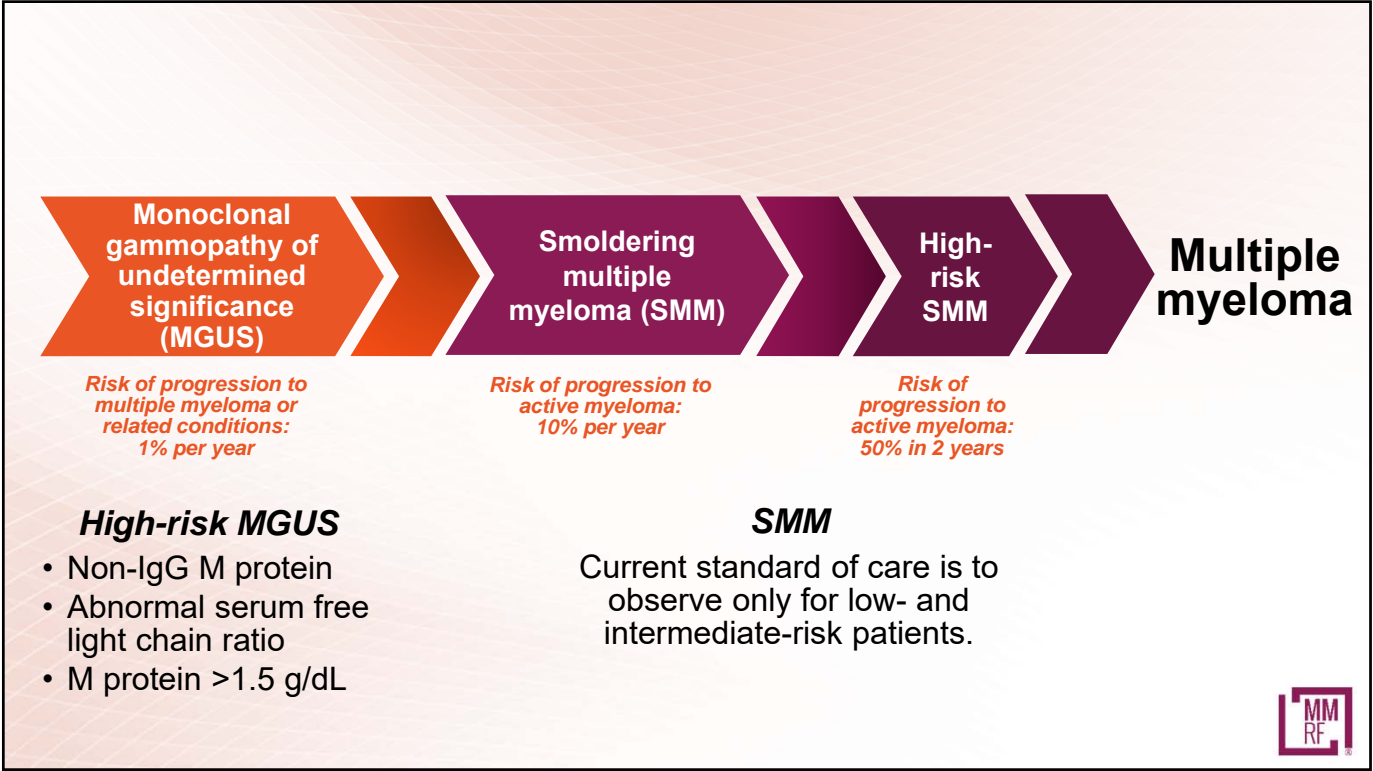 Monoclonal
gammopathy of
undetermined
significance
(MGUS)
Smoldering
multiple
myeloma (SMM)
High-
risk
SMM
Multiple
myeloma
Risk of progression to
multiple myeloma or
related conditions:
1% per year
Risk of progression to
active myeloma:
10% per year
Risk of
progression to
active myeloma:
50% in 2 years
High-risk MGUS
• Non-IgG M protein
• Abnormal serum free
light chain ratio
• M protein >1.5 g/dL
SMM
Current standard of care is to
observe only for low- and
intermediate-risk patients.
MM
RF
®